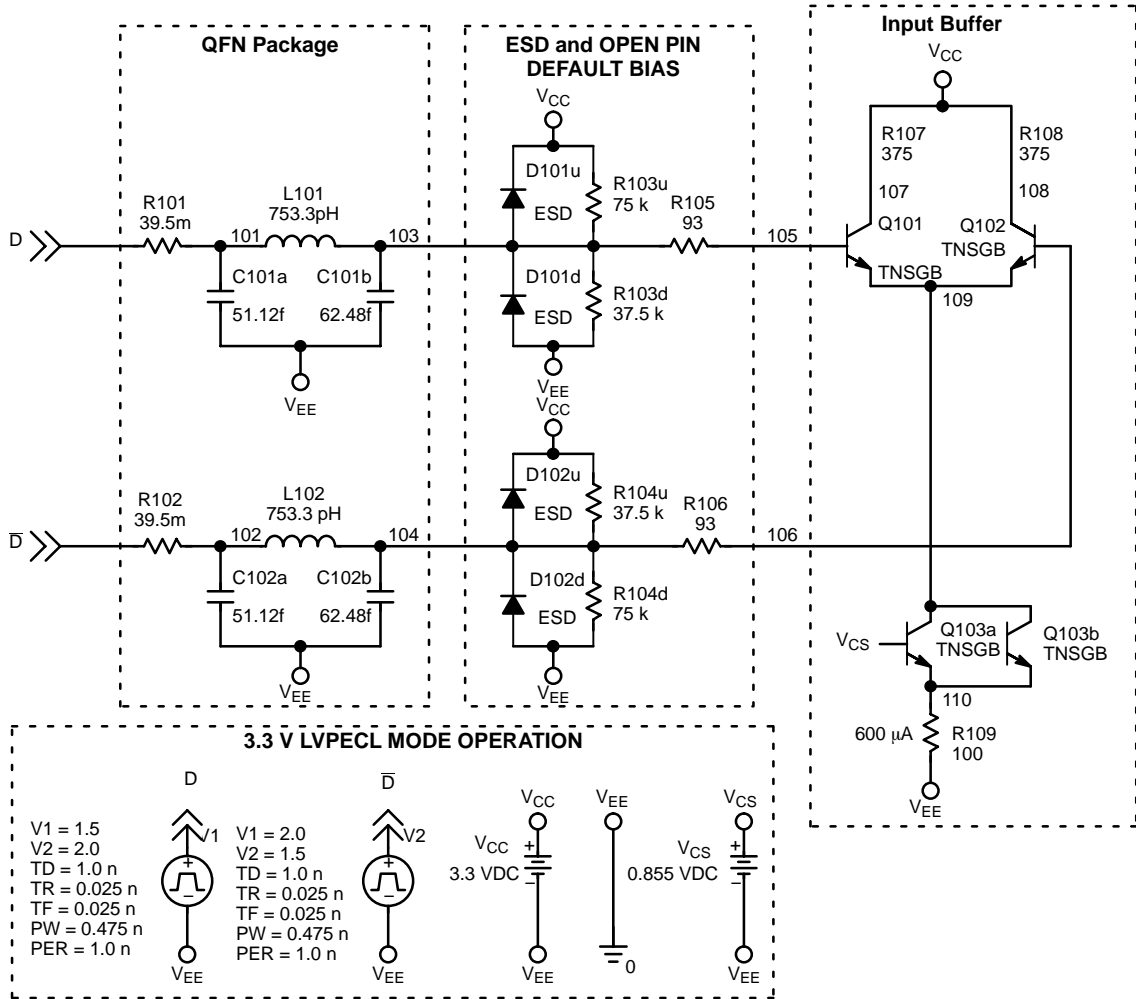 QFN Package
ESD and OPEN PIN
DEFAULT BIAS
Input Buffer
VCC
VCC
R107
375
R108
375
107
108
D101u
ESD
R103u
75 k
R101
39.5m
L101
753.3pH
R105
93
D
101
103
105
Q101
TNSGB
Q102
TNSGB
C101a
51.12f
C101b
62.48f
D101d
ESD
R103d
37.5 k
109
VEE
VEE
VCC
D102u
ESD
R104u
37.5 k
R102
39.5m
L102
753.3 pH
R106
93
D̅
102
104
106
C102a
51.12f
C102b
62.48f
D102d
ESD
R104d
75 k
VEE
VEE
VCS
Q103a
TNSGB
Q103b
TNSGB
110
600 μA
R109
100
VEE
3.3 V LVPECL MODE OPERATION
D
V1
V1 = 1.5
V2 = 2.0
TD = 1.0 n
TR = 0.025 n
TF = 0.025 n
PW = 0.475 n
PER = 1.0 n
+
−
VEE
D̅
V2
V1 = 2.0
V2 = 1.5
TD = 1.0 n
TR = 0.025 n
TF = 0.025 n
PW = 0.475 n
PER = 1.0 n
+
−
VEE
VCC
VCC
3.3 VDC
+
−
VEE
VEE
0
VCS
VCS
0.855 VDC
+
−
VEE